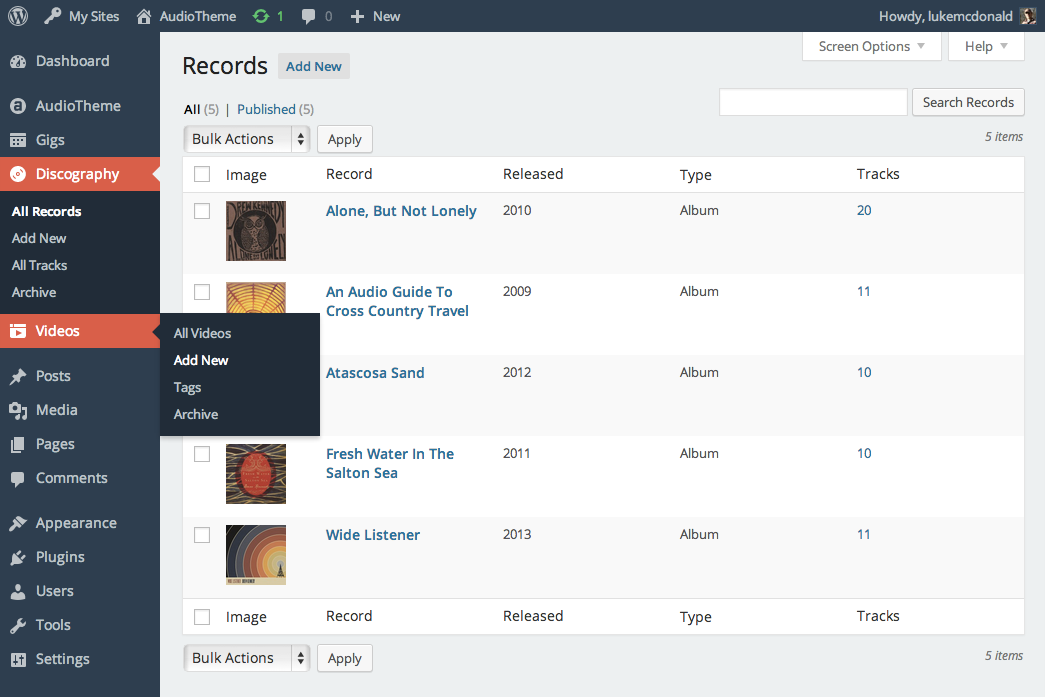 My Sites AudioTheme 1 0 New Howdy, lukemcdonald
Screen Options Help
Records Add New
All (5) | Published (5)
Search Records
Bulk Actions Apply
5 items
Dashboard
AudioTheme
Gigs
Discography
All Records
Add New
All Tracks
Archive
Videos
All Videos
Add New
Tags
Archive
Posts
Media
Pages
Comments
Appearance
Plugins
Users
Tools
Settings
Image Record Released Type Tracks
Alone, But Not Lonely 2010 Album 20
An Audio Guide To 2009 Album 11
Cross Country Travel
Atascosa Sand 2012 Album 10
Fresh Water In The 2011 Album 10
Salton Sea
Wide Listener 2013 Album 11
Image Record Released Type Tracks
Bulk Actions Apply
5 items